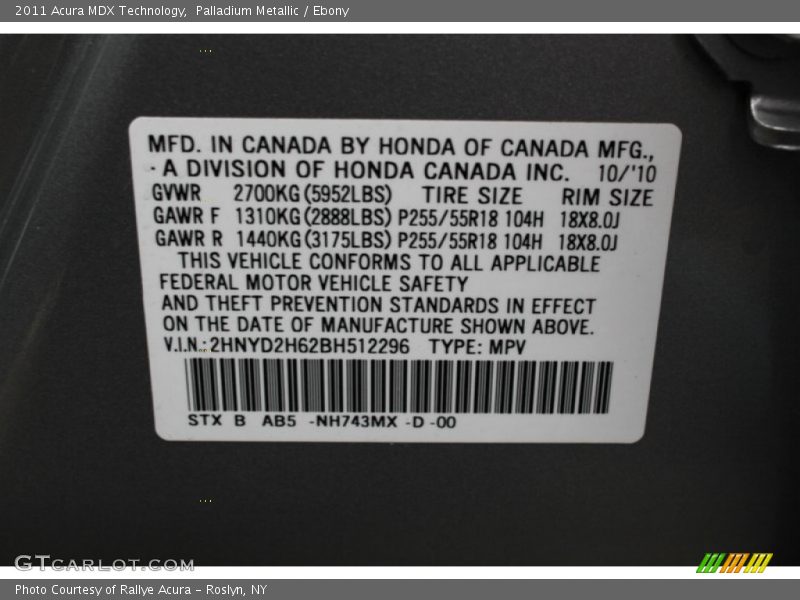 2011 Acura MDX Technology,  Palladium Metallic / Ebony
MFD. IN CANADA BY HONDA OF CANADA MFG.,
A DIVISION OF HONDA CANADA INC. 10/'10
GVWR 2700KG(5952LBS) TIRE SIZE RIM SIZE
GAWR F 1310KG(2888LBS) P255/55R18 104H 18X8.0J
GAWR R 1440KG(3175LBS) P255/55R18 104H 18X8.0J
THIS VEHICLE CONFORMS TO ALL APPLICABLE
FEDERAL MOTOR VEHICLE SAFETY
AND THEFT PREVENTION STANDARDS IN EFFECT
ON THE DATE OF MANUFACTURE SHOWN ABOVE.
V.I.N.:2HNYD2H62BH512296 TYPE: MPV
STX B AB5 -NH743MX -D -00
GTcarlot.com
Photo Courtesy of Rallye Acura - Roslyn, NY